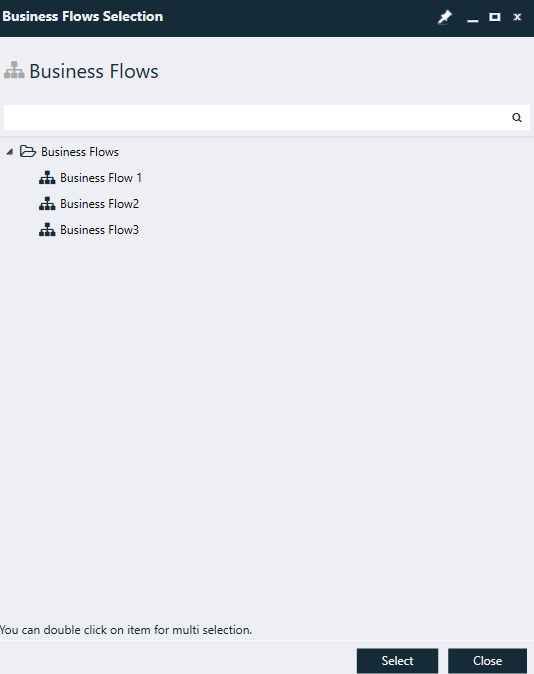 Business Flows Selection
Business Flows
Business Flows
Business Flow 1
Business Flow2
Business Flow3
You can double click on item for multi selection.
Select
Close